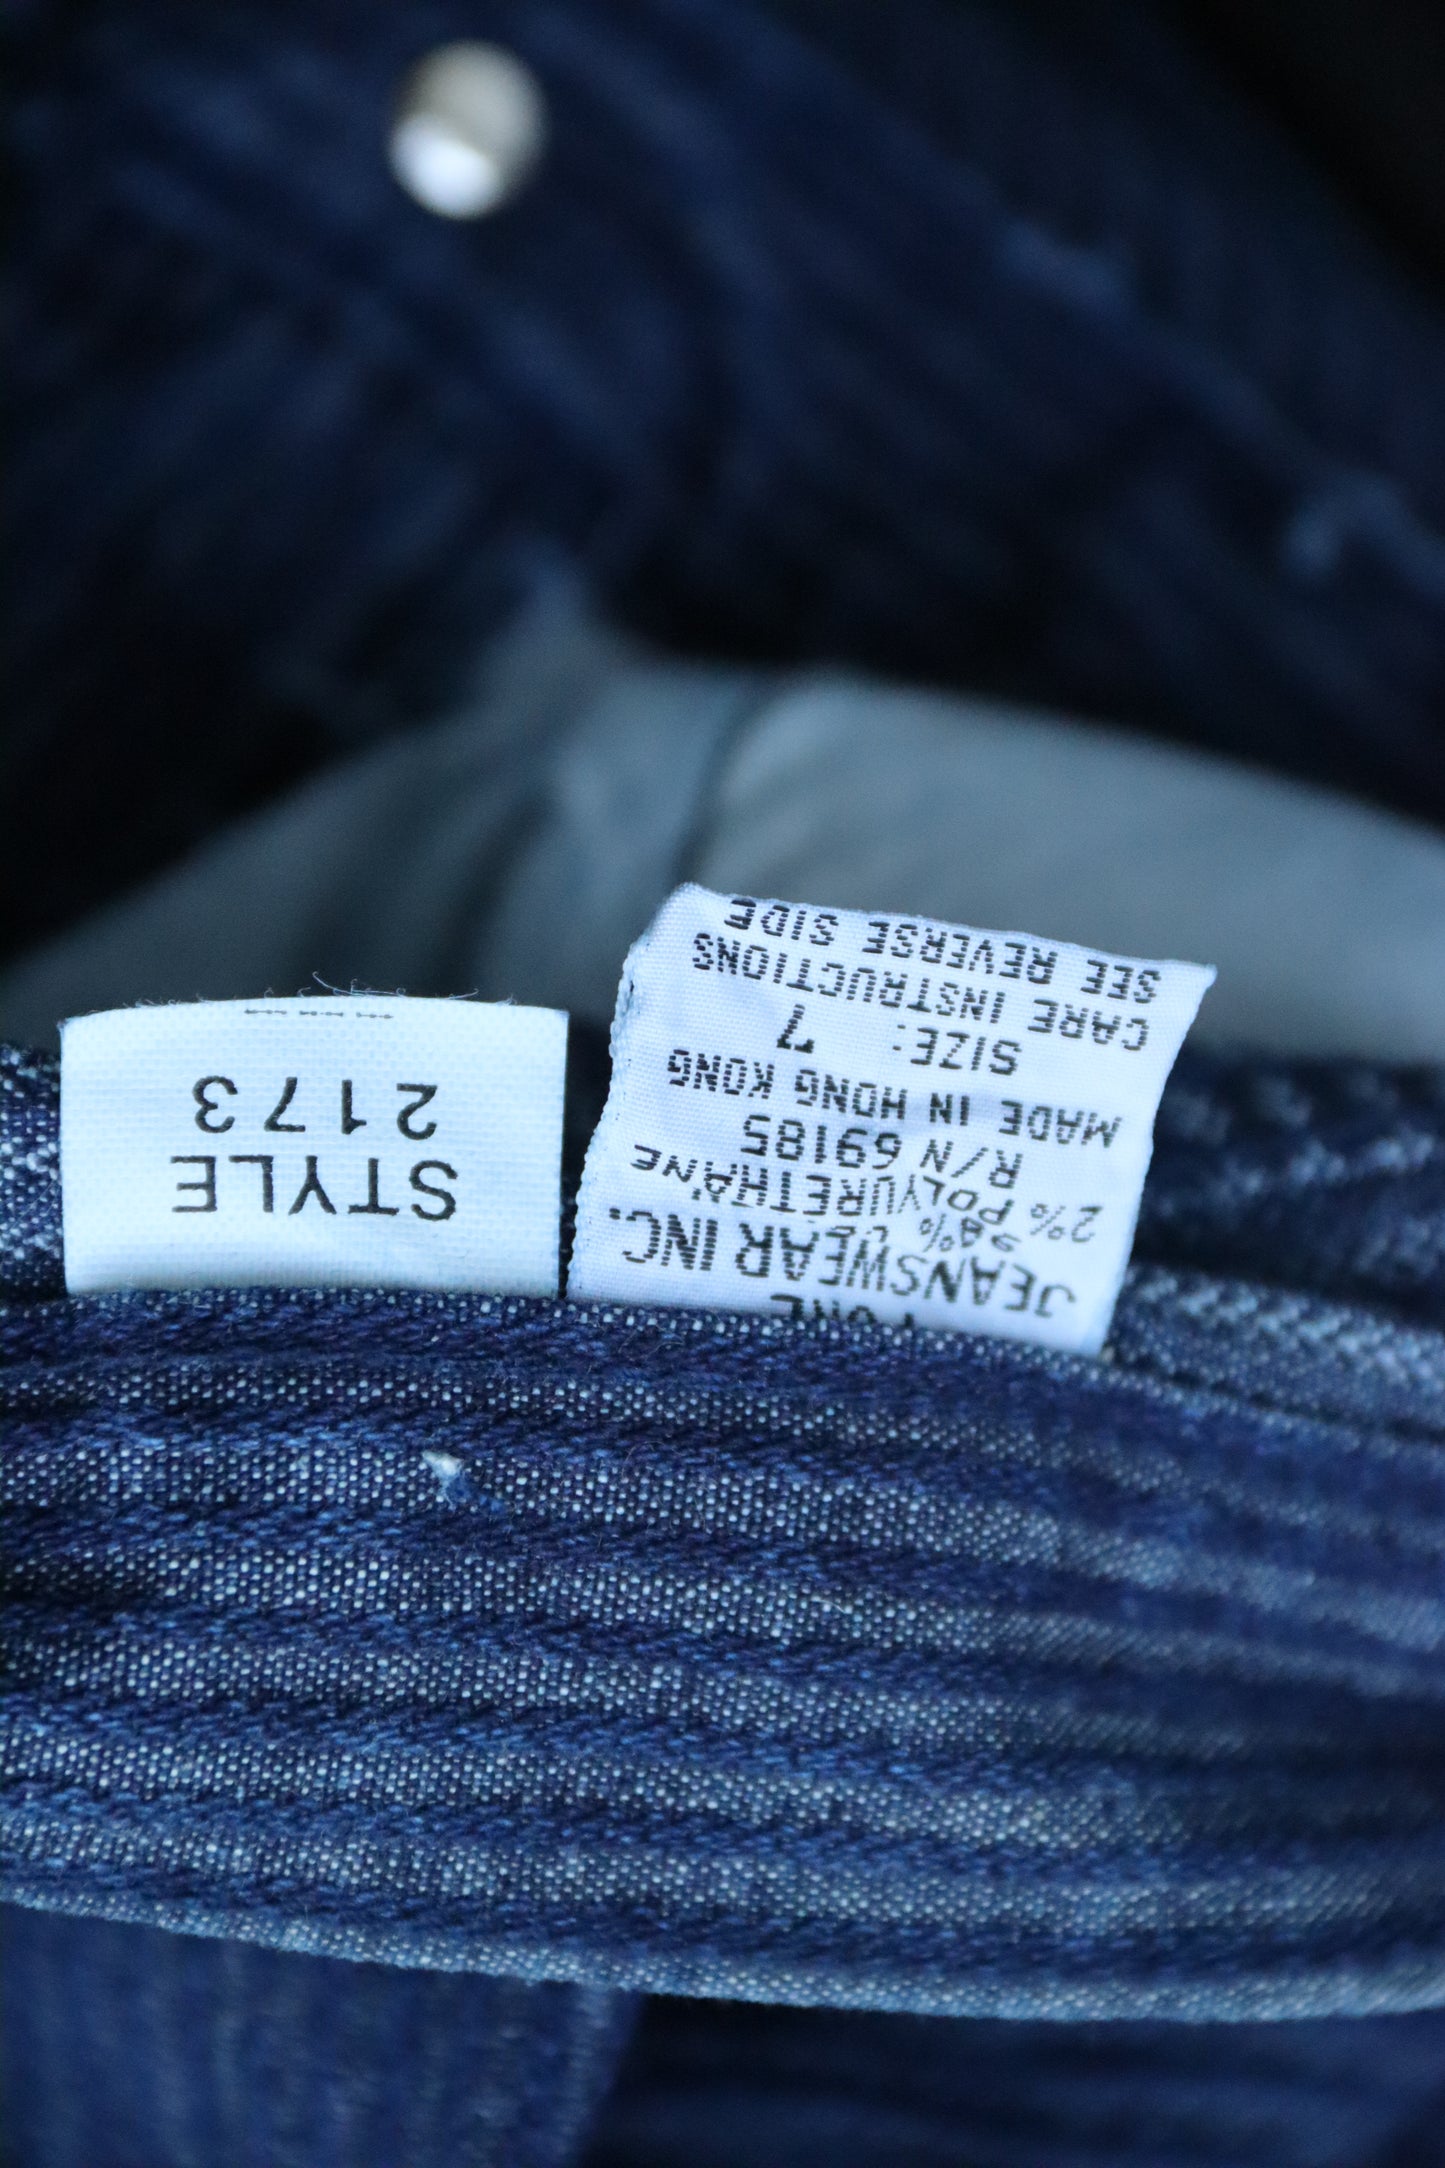 STYLE
2173
JEANSWEAR INC.
98%
2% POLYURETHANE
R/N 69185
MADE IN HONG KONG
SIZE: 7
CARE INSTRUCTIONS
SEE REVERSE SIDE